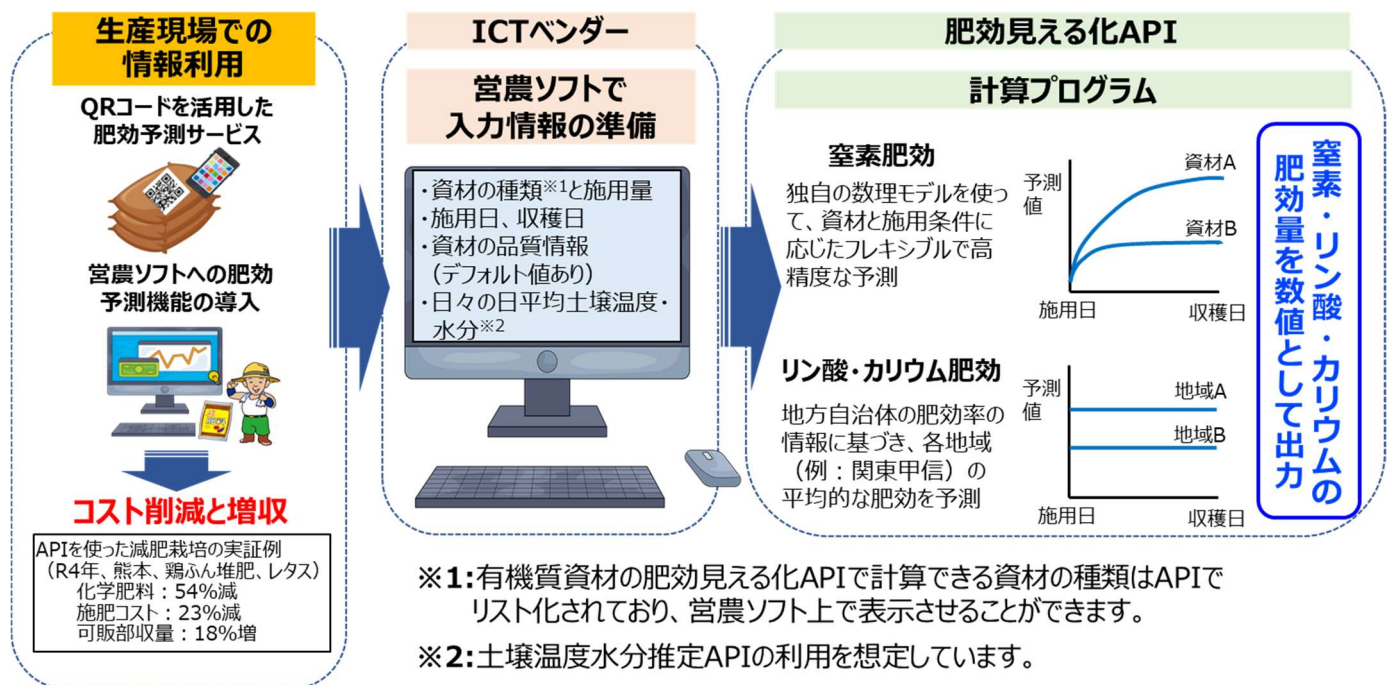 生産現場での
情報利用
QRコードを活用した
肥効予測サービス
営農ソフトへの肥効
予測機能の導入
コスト削減と増収
APIを使った減肥栽培の実証例
（R4年、熊本、鶏ふん堆肥、レタス）
化学肥料：54%減
施肥コスト：23%減
可販部収量：18%増
ICTベンダー
営農ソフトで
入力情報の準備
・資材の種類※1と施用量
・施用日、収穫日
・資材の品質情報
（デフォルト値あり）
・日々の日平均土壌温度・
水分※2
肥効見える化API
計算プログラム
窒素肥効
独自の数理モデルを使っ
て、資材と施用条件に
応じたフレキシブルで高
精度な予測
予測
値
資材A
資材B
施用日
収穫日
リン酸・カリウム肥効
地方自治体の肥効率の
情報に基づき、各地域
（例：関東甲信）の
平均的な肥効を予測
予測
値
地域A
地域B
施用日
収穫日
窒素・リン酸・カリウムの
肥効量を数値として出力
※1:有機質資材の肥効見える化APIで計算できる資材の種類はAPIで
リスト化されており、営農ソフト上で表示させることができます。
※2:土壌温度水分推定APIの利用を想定しています。